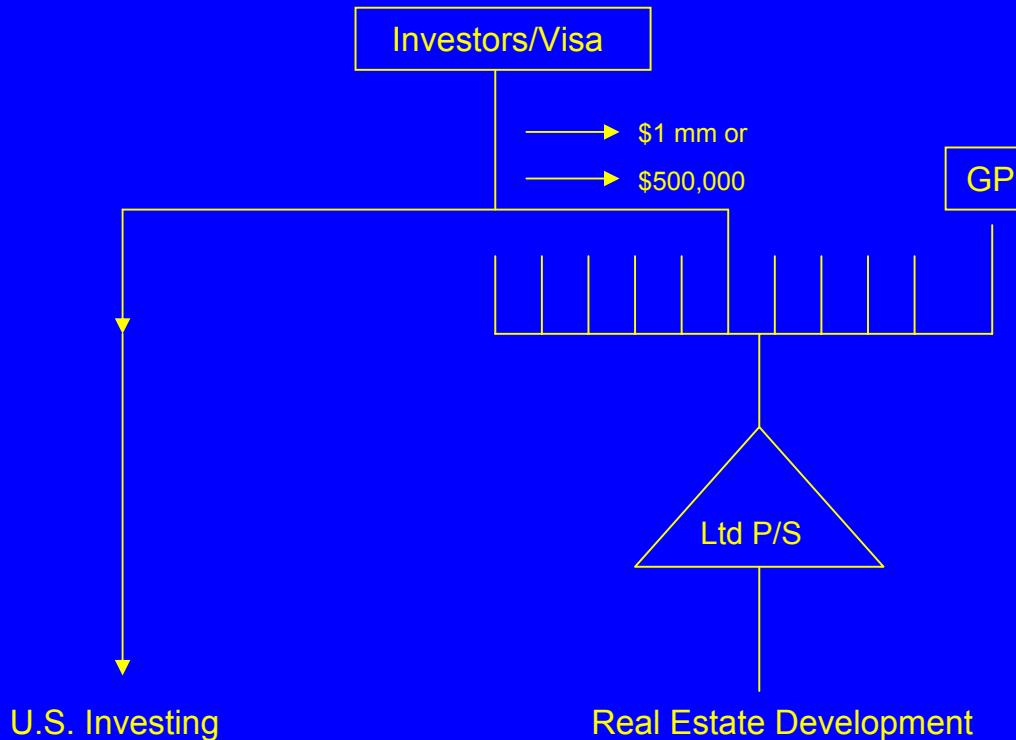 Investors/Visa
$1 mm or
$500,000
GP
Ltd P/S
U.S. Investing
Real Estate Development